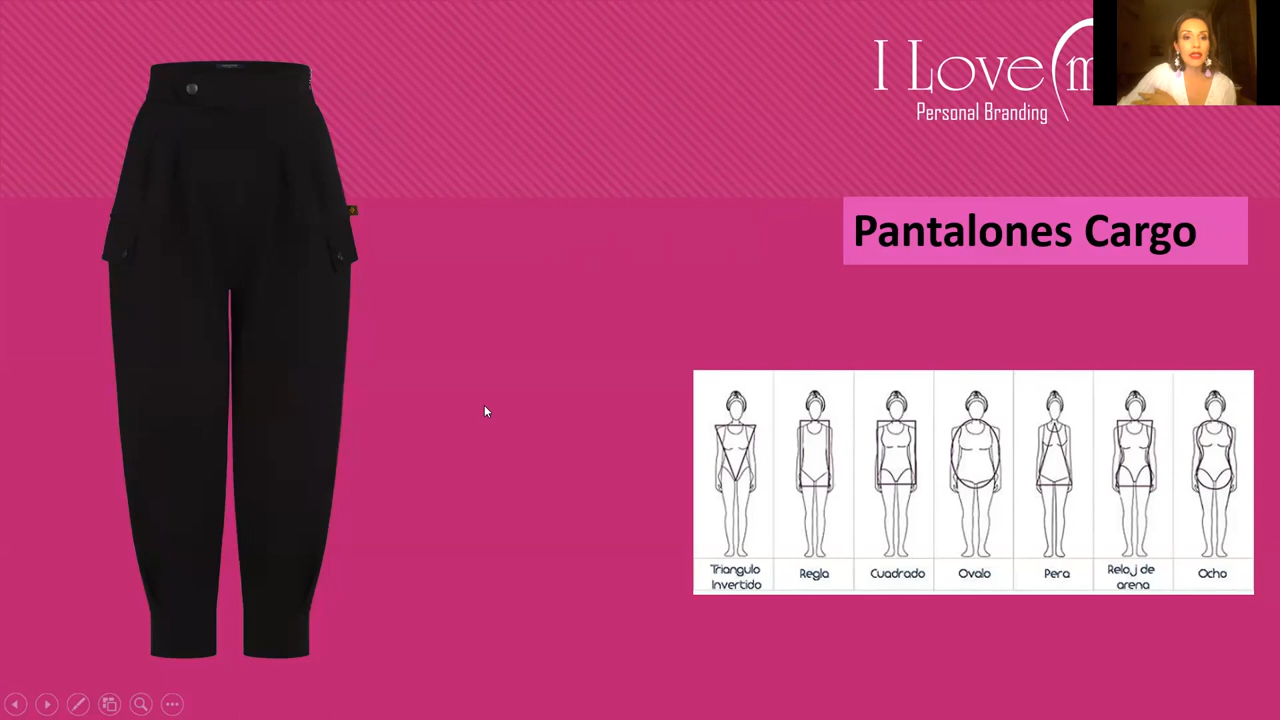 I Love m
Personal Branding
Pantalones Cargo
Triangulo
Invertido
Regla
Cuadrado
Ovalo
Pera
Reloj de
arena
Ocho